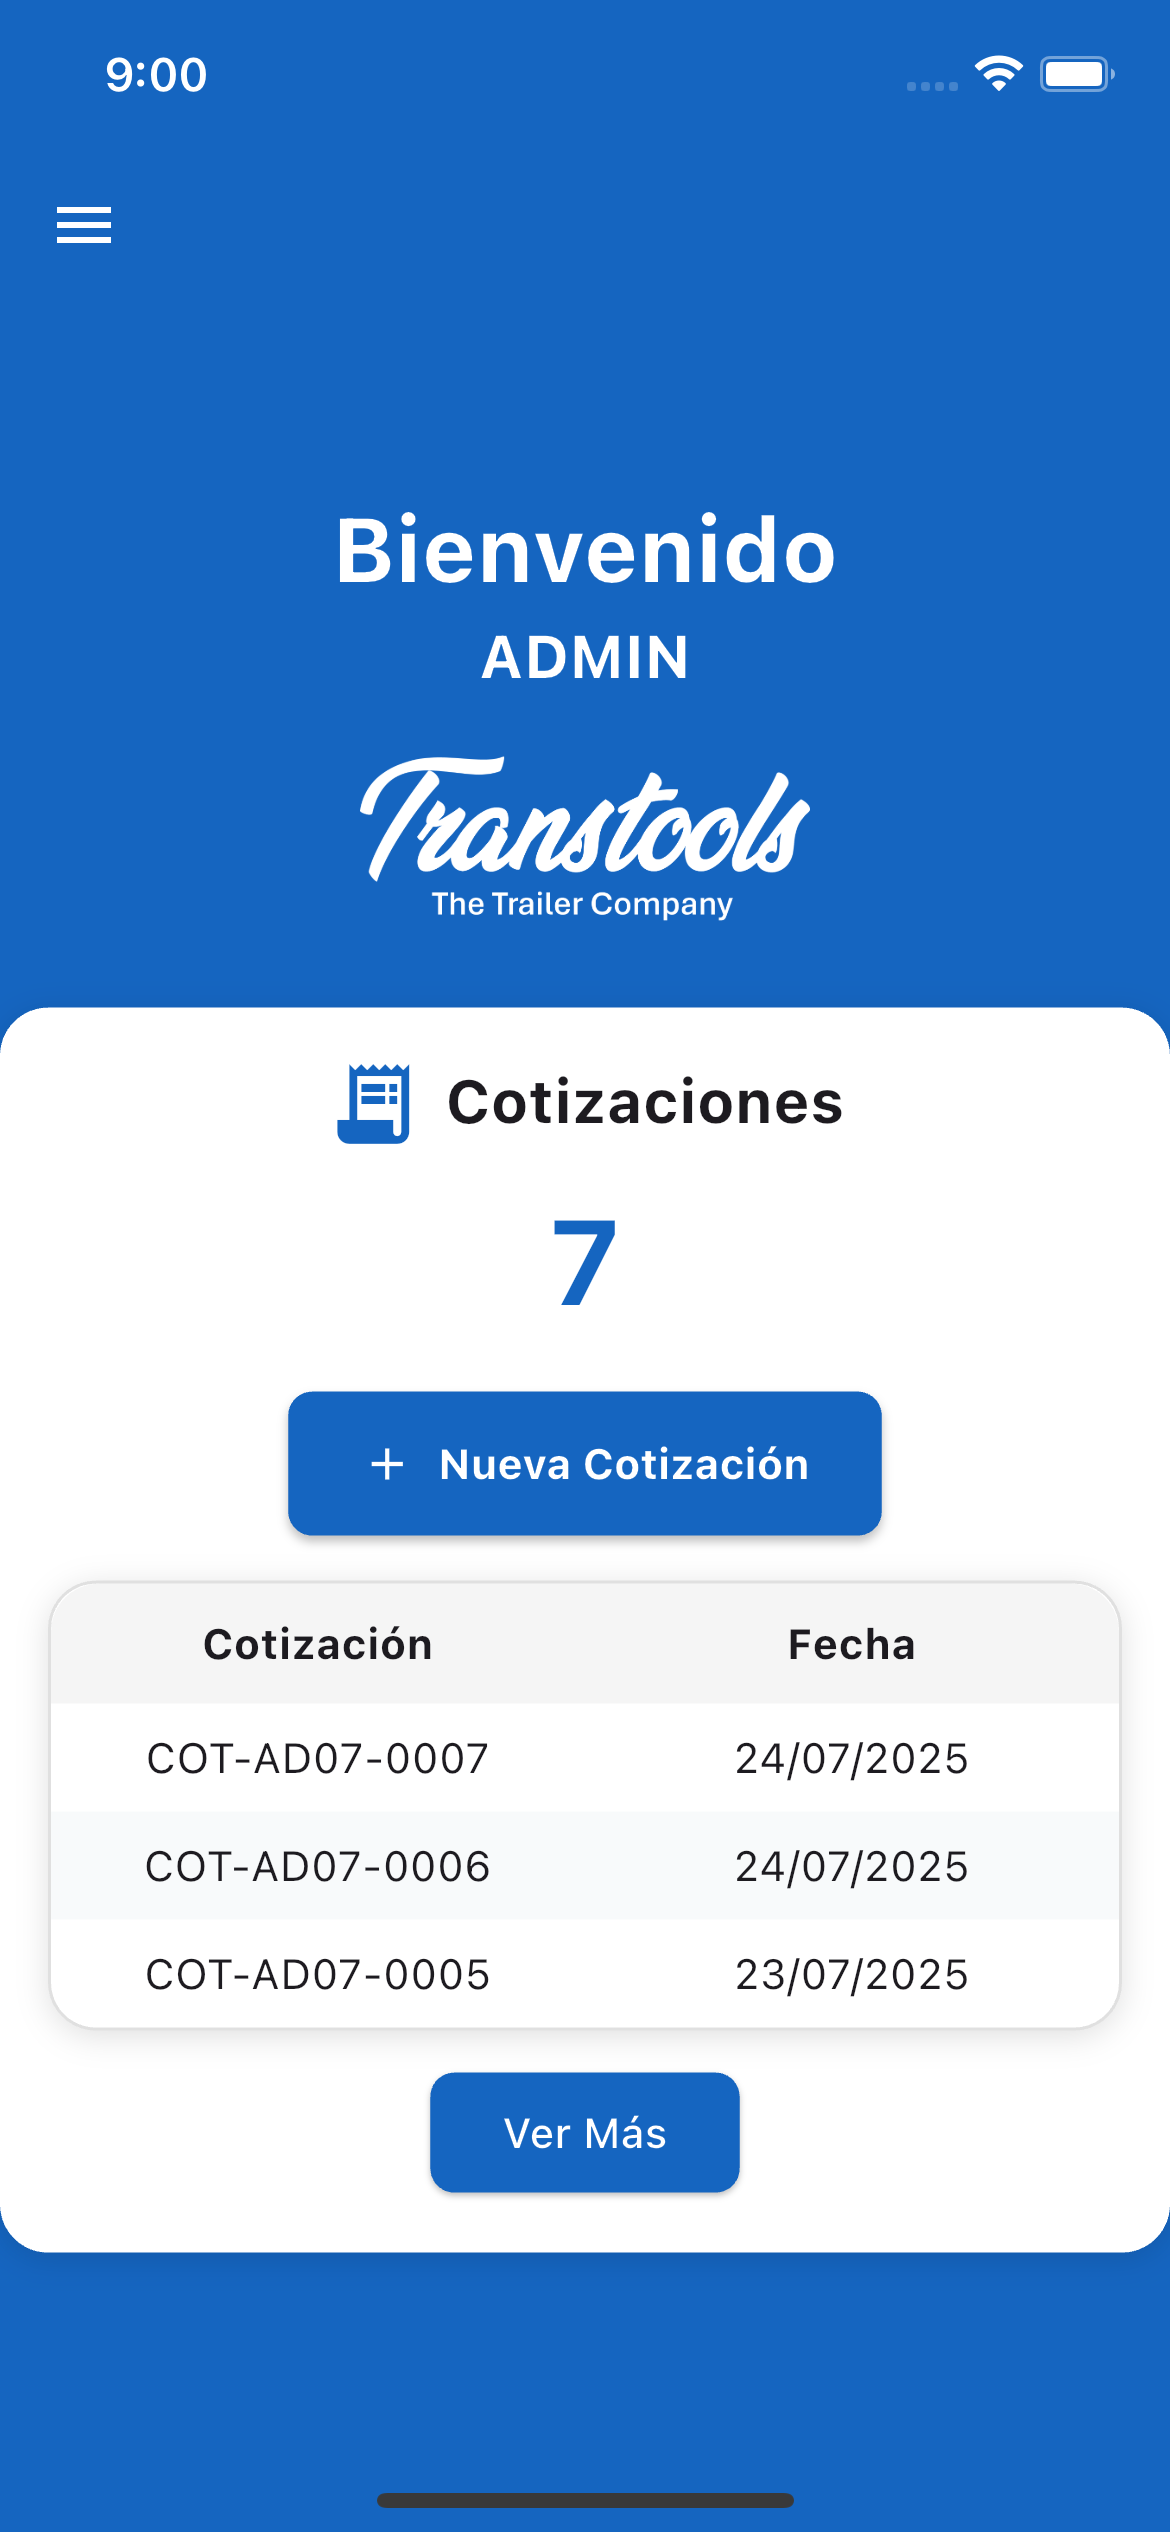 9:00
Bienvenido
ADMIN
Transtools
The Trailer Company
Cotizaciones
7
+ Nueva Cotización
Cotización Fecha
COT-AD07-0007 24/07/2025
COT-AD07-0006 24/07/2025
COT-AD07-0005 23/07/2025
Ver Más